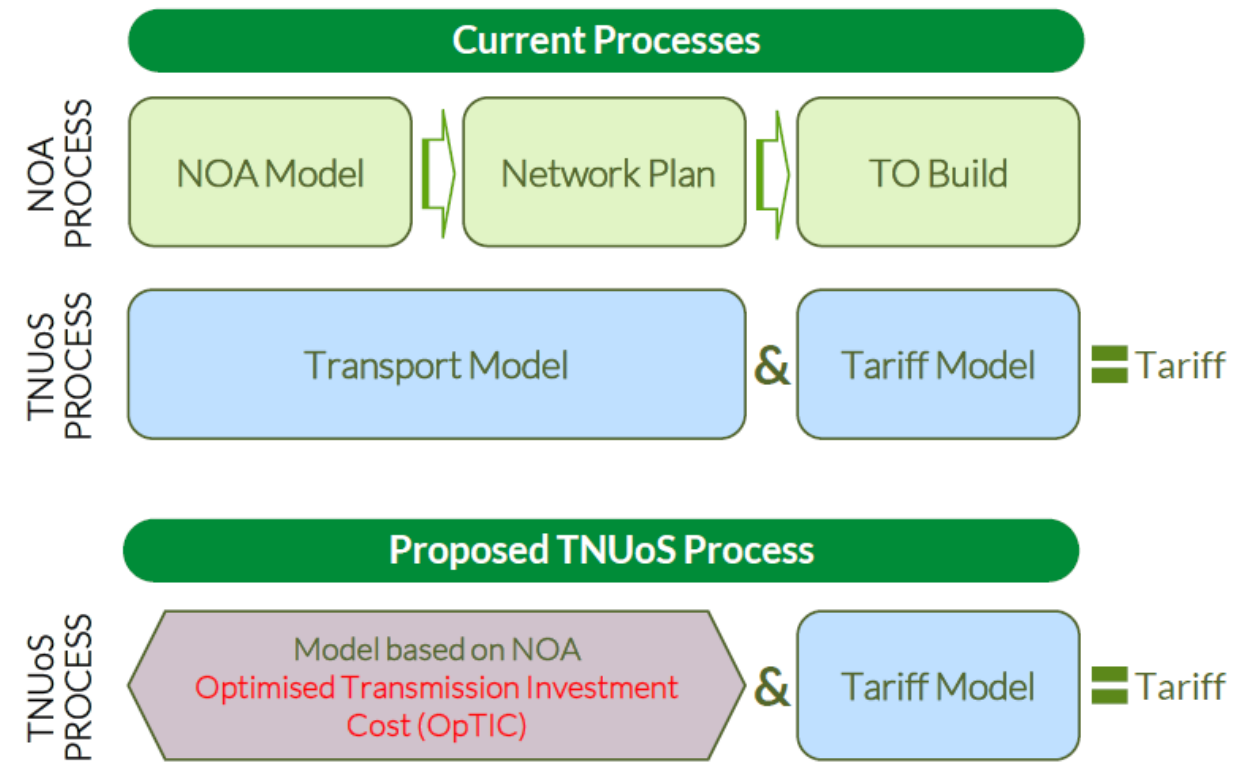 Current Processes
NOA
PROCESS
NOA Model
Network Plan
TO Build
TNUoS
PROCESS
Transport Model
&
Tariff Model
=
Tariff
Proposed TNUoS Process
TNUoS
PROCESS
Model based on NOA
Optimised Transmission Investment
Cost (OpTIC)
&
Tariff Model
=
Tariff